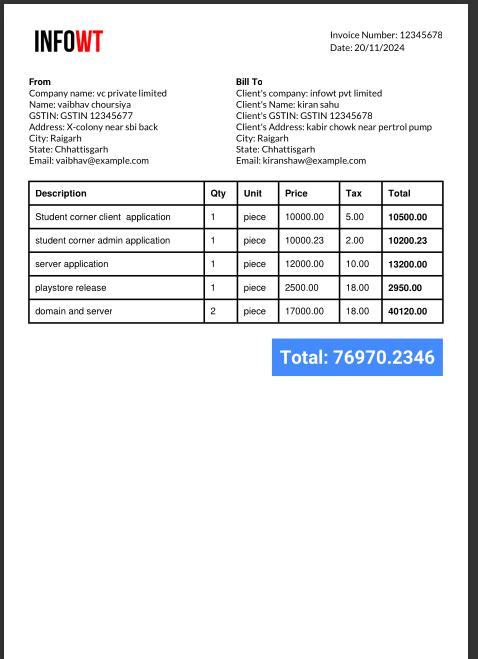 INFOWT
Invoice Number: 12345678
Date: 20/11/2024
From
Company name: vc private limited
Name: vaibhav choursiya
GSTIN: GSTIN 12345677
Address: X-colony near sbi back
City: Raigarh
State: Chhattisgarh
Email: vaibhav@example.com
Bill To
Client's company: infowt pvt limited
Client's Name: kiran sahu
Client's GSTIN: GSTIN 12345678
Client's Address: kabir chowk near pertrol pump
City: Raigarh
State: Chhattisgarh
Email: kiranshaw@example.com
Description Qty Unit Price Tax Total
Student corner client application 1 piece 10000.00 5.00 10500.00
student corner admin application 1 piece 10000.23 2.00 10200.23
server application 1 piece 12000.00 10.00 13200.00
playstore release 1 piece 2500.00 18.00 2950.00
domain and server 2 piece 17000.00 18.00 40120.00
Total: 76970.2346